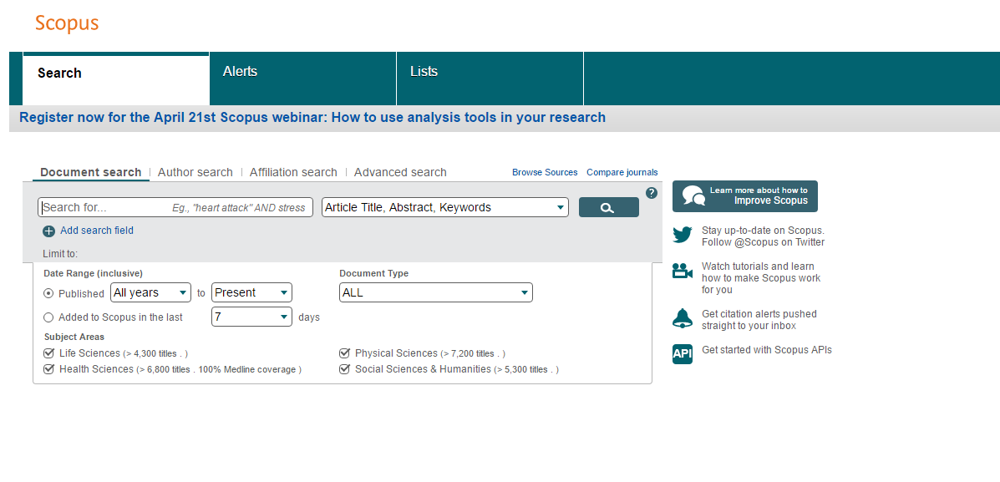 Scopus
Search
Alerts
Lists
Register now for the April 21st Scopus webinar: How to use analysis tools in your research
Document search
Author search
Affiliation search
Advanced search
Browse Sources
Compare journals
Search for...
Eg., "heart attack" AND stress
Article Title, Abstract, Keywords
?
Add search field
Limit to:
Date Range (inclusive)
Document Type
Published
All years
to
Present
ALL
Added to Scopus in the last
7
days
Subject Areas
Life Sciences (> 4,300 titles . )
Physical Sciences (> 7,200 titles . )
Health Sciences (> 6,800 titles . 100% Medline coverage )
Social Sciences & Humanities (> 5,300 titles . )
Learn more about how to
Improve Scopus
Stay up-to-date on Scopus.
Follow @Scopus on Twitter
Watch tutorials and learn
how to make Scopus work
for you
Get citation alerts pushed
straight to your inbox
API
Get started with Scopus APIs